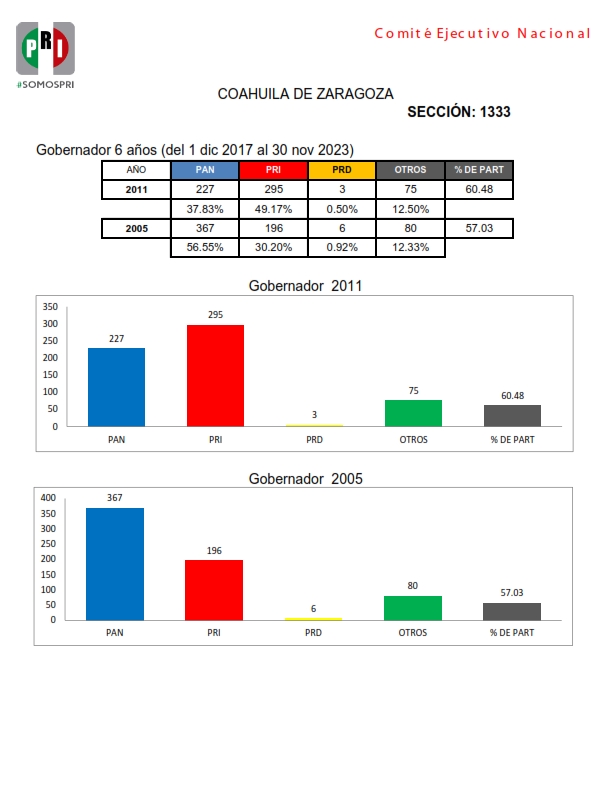 Comité Ejecutivo Nacional
PRI
#SOMOSPRI
COAHUILA DE ZARAGOZA
SECCIÓN: 1333
Gobernador 6 años (del 1 dic 2017 al 30 nov 2023)
AÑO PAN PRI PRD OTROS % DE PART
2011 227 295 3 75 60.48
37.83% 49.17% 0.50% 12.50%
2005 367 196 6 80 57.03
56.55% 30.20% 0.92% 12.33%
Gobernador 2011
350
300
250
200
150
100
50
0
227
295
3
75
60.48
PAN PRI PRD OTROS % DE PART
Gobernador 2005
400
350
300
250
200
150
100
50
0
367
196
6
80
57.03
PAN PRI PRD OTROS % DE PART